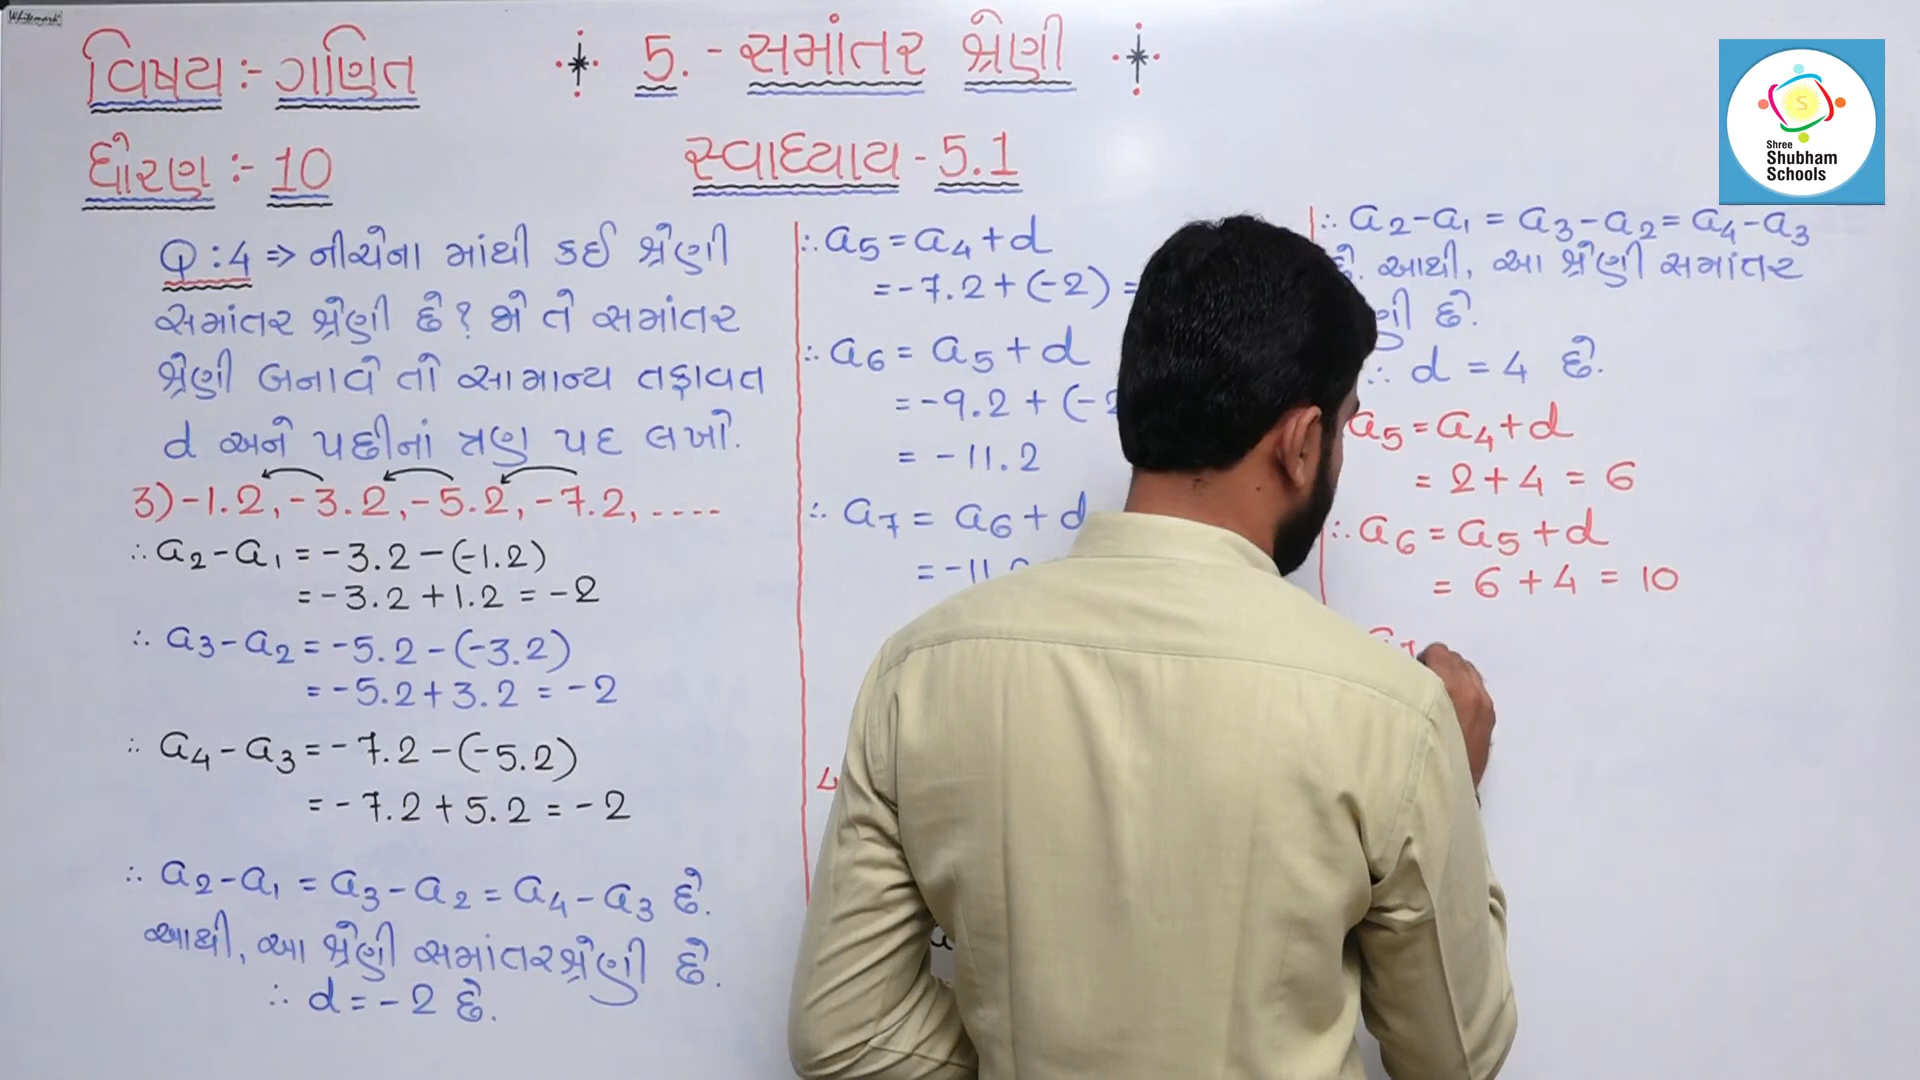 Whitemark
વિષય :- ગણિત
5. - સમાંતર શ્રેણી
ધોરણ :- 10
સ્વાધ્યાય - 5.1
Shree
Shubham
Schools
Q : 4 ⇒ નીચેના માંથી કઈ શ્રેણી
સમાંતર શ્રેણી છે? જો તે સમાંતર
શ્રેણી બનાવે તો સામાન્ય તફાવત
d અને પછીનાં ત્રણ પદ લખો.
3) -1.2, -3.2, -5.2, -7.2, ....
∴ a₂ - a₁ = -3.2 - (-1.2)
= -3.2 + 1.2 = -2
∴ a₃ - a₂ = -5.2 - (-3.2)
= -5.2 + 3.2 = -2
∴ a₄ - a₃ = -7.2 - (-5.2)
= -7.2 + 5.2 = -2
∴ a₂ - a₁ = a₃ - a₂ = a₄ - a₃ છે.
આથી, આ શ્રેણી સમાંતર શ્રેણી છે.
∴ d = -2 છે.
∴ a₅ = a₄ + d
= -7.2 + (-2) =
∴ a₆ = a₅ + d
= -9.2 + (-2
= -11.2
∴ a₇ = a₆ + d
= -11.
∴ a₂ - a₁ = a₃ - a₂ = a₄ - a₃
છે. આથી, આ શ્રેણી સમાંતર
છે.
∴ d = 4 છે.
a₅ = a₄ + d
= 2 + 4 = 6
∴ a₆ = a₅ + d
= 6 + 4 = 10
a₇